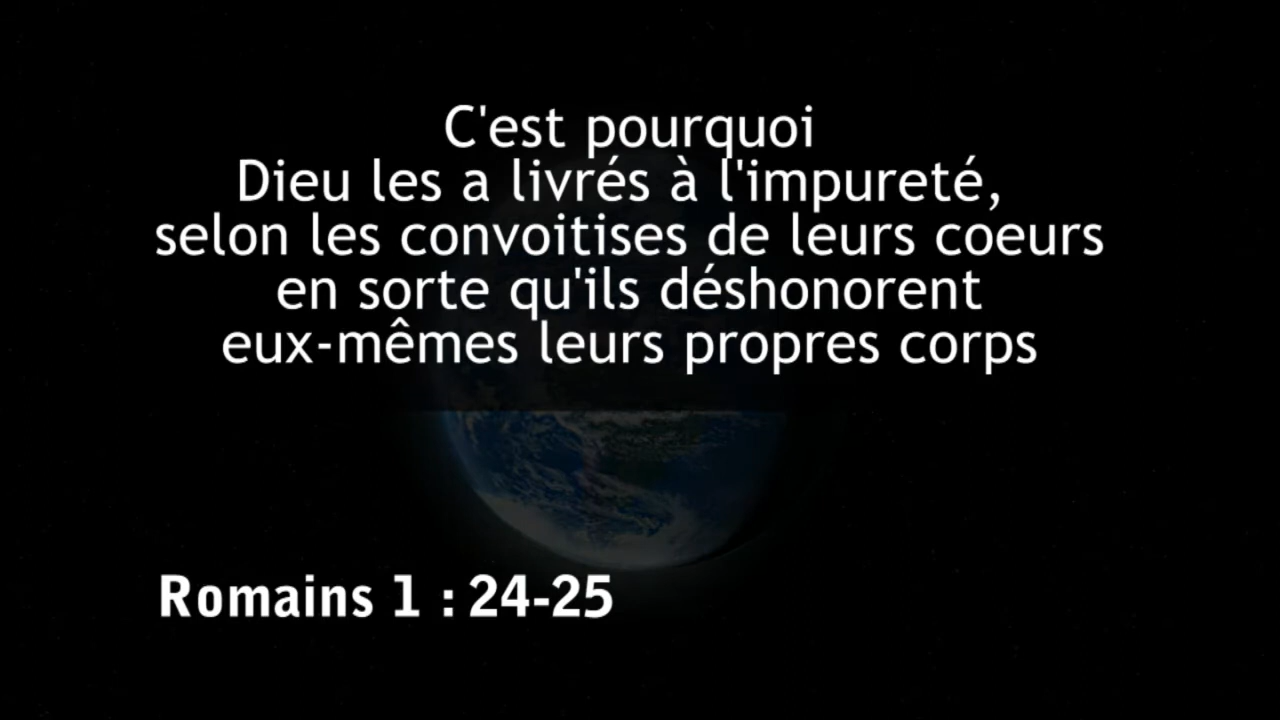 C'est pourquoi
Dieu les a livrés à l'impureté,
selon les convoitises de leurs coeurs
en sorte qu'ils déshonorent
eux-mêmes leurs propres corps
Romains 1 : 24-25